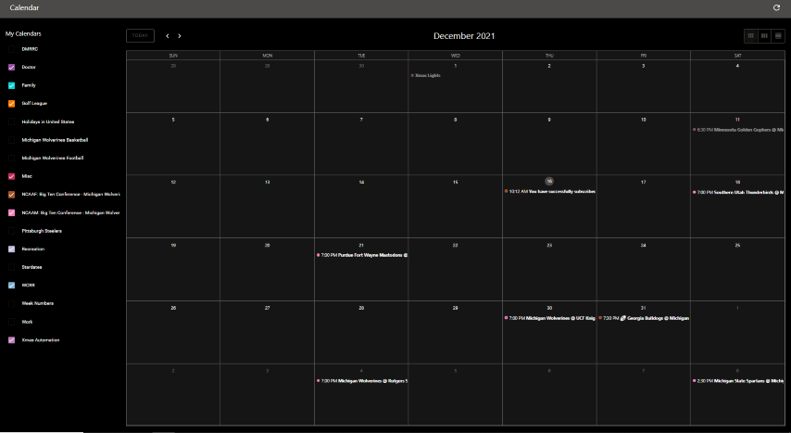 Calendar
My Calendars
TODAY
December 2021
SUN MON TUE WED THU FRI SAT
Doctor
Family
Golf League
Holidays in United States
Michigan Wolverines Basketball
Michigan Wolverines Football
Misc
NCAAF: Big Ten Conference - Michigan Wolveri
NCAAM: Big Ten Conference - Michigan Wolver
Pittsburgh Steelers
Recreation
Stardates
Week Numbers
Work
Xmas Automation
28 29 30 1 2 3 4
Xmas Lights
5 6 7 8 9 10 11
6:30 PM Minnesota Golden Gophers @ Mi
12 13 14 15 16 17 18
10:12 AM You have successfully subscribe
7:00 PM Southern Utah Thunderbirds @ M
19 20 21 22 23 24 25
7:00 PM Purdue Fort Wayne Mastodons @
26 27 28 29 30 31 1
7:00 PM Michigan Wolverines @ UCF Knig
7:30 PM 🏈 Georgia Bulldogs @ Michigan
2 3 4 5 6 7 8
7:00 PM Michigan Wolverines @ Rutgers S
2:30 PM Michigan State Spartans @ Michi